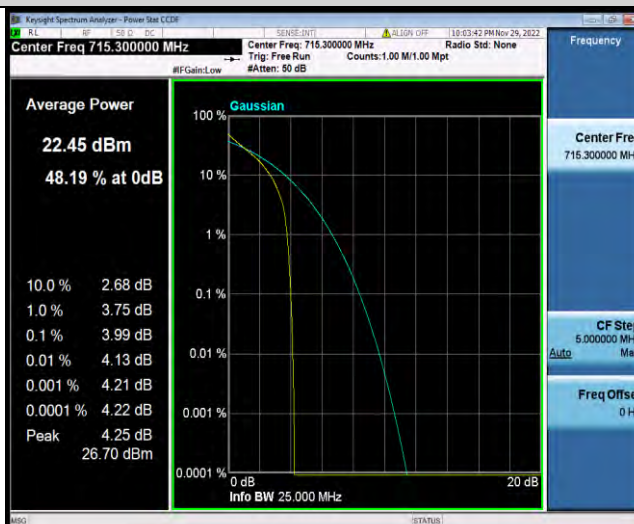 Keysight Spectrum Analyzer - Power Stat CCDF
RL RF 50 Ω DC SENSE:INT ALIGN OFF 10:03:42 PM Nov 29, 2022
Center Freq 715.300000 MHz
Center Freq: 715.300000 MHz Radio Std: None
Trig: Free Run Counts:1.00 M/1.00 Mpt
#IFGain:Low #Atten: 50 dB
Frequency
Average Power
22.45 dBm
48.19 % at 0dB
10.0 % 2.68 dB
1.0 % 3.75 dB
0.1 % 3.99 dB
0.01 % 4.13 dB
0.001 % 4.21 dB
0.0001 % 4.22 dB
Peak 4.25 dB
26.70 dBm
Gaussian
100 %
10 %
1 %
0.1 %
0.01 %
0.001 %
0.0001 %
0 dB 20 dB
Info BW 25.000 MHz
Center Fre
715.300000 MH
CF Ste
5.000000 MH
Auto Ma
Freq Offse
0 H
MSG STATUS